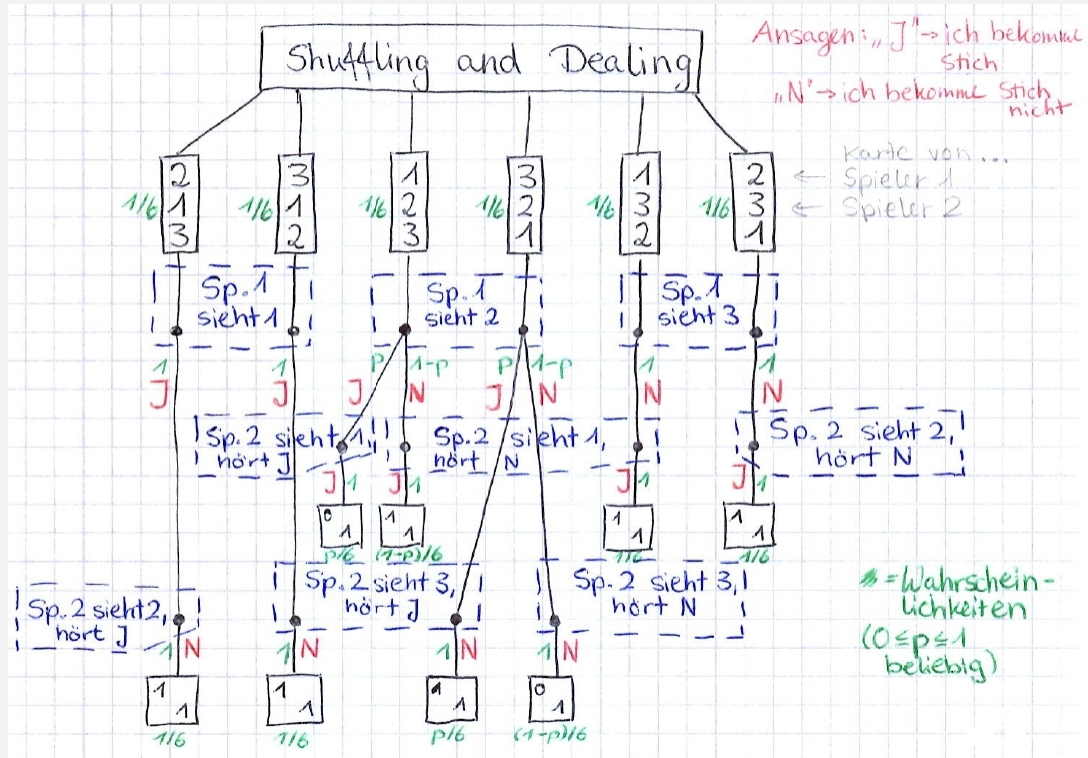 Shuffling and Dealing
Ansagen: „J" → ich bekomme
Stich
„N" → ich bekomme Stich
nicht
Karte von...
← Spieler 1
← Spieler 2
2 3 1 3 1 2
1/6 1 1/6 1 1/6 2 1/6 2 1/6 3 1/6 3
3 2 3 1 2 1
Sp. 1 Sp. 1 Sp. 1
sieht 1 sieht 2 sieht 3
1 1 p 1-p p 1-p 1 1
J J J N J N N N
Sp. 2 sieht 1,
hört J
Sp. 2 sieht 1,
hört N
Sp. 2 sieht 2,
hört N
J 1 J 1 J 1 J 1
0 1 1 1 1 1 1 1
p/6 (1-p)/6 1/6 1/6
Sp. 2 sieht 2,
hört J
Sp. 2 sieht 3,
hört J
Sp. 2 sieht 3,
hört N
1 N 1 N 1 N 1 N
1 1 1 1 1 1 0 1
1/6 1/6 p/6 (1-p)/6
= Wahrschein-
lichkeiten
(0 ≤ p ≤ 1
beliebig)